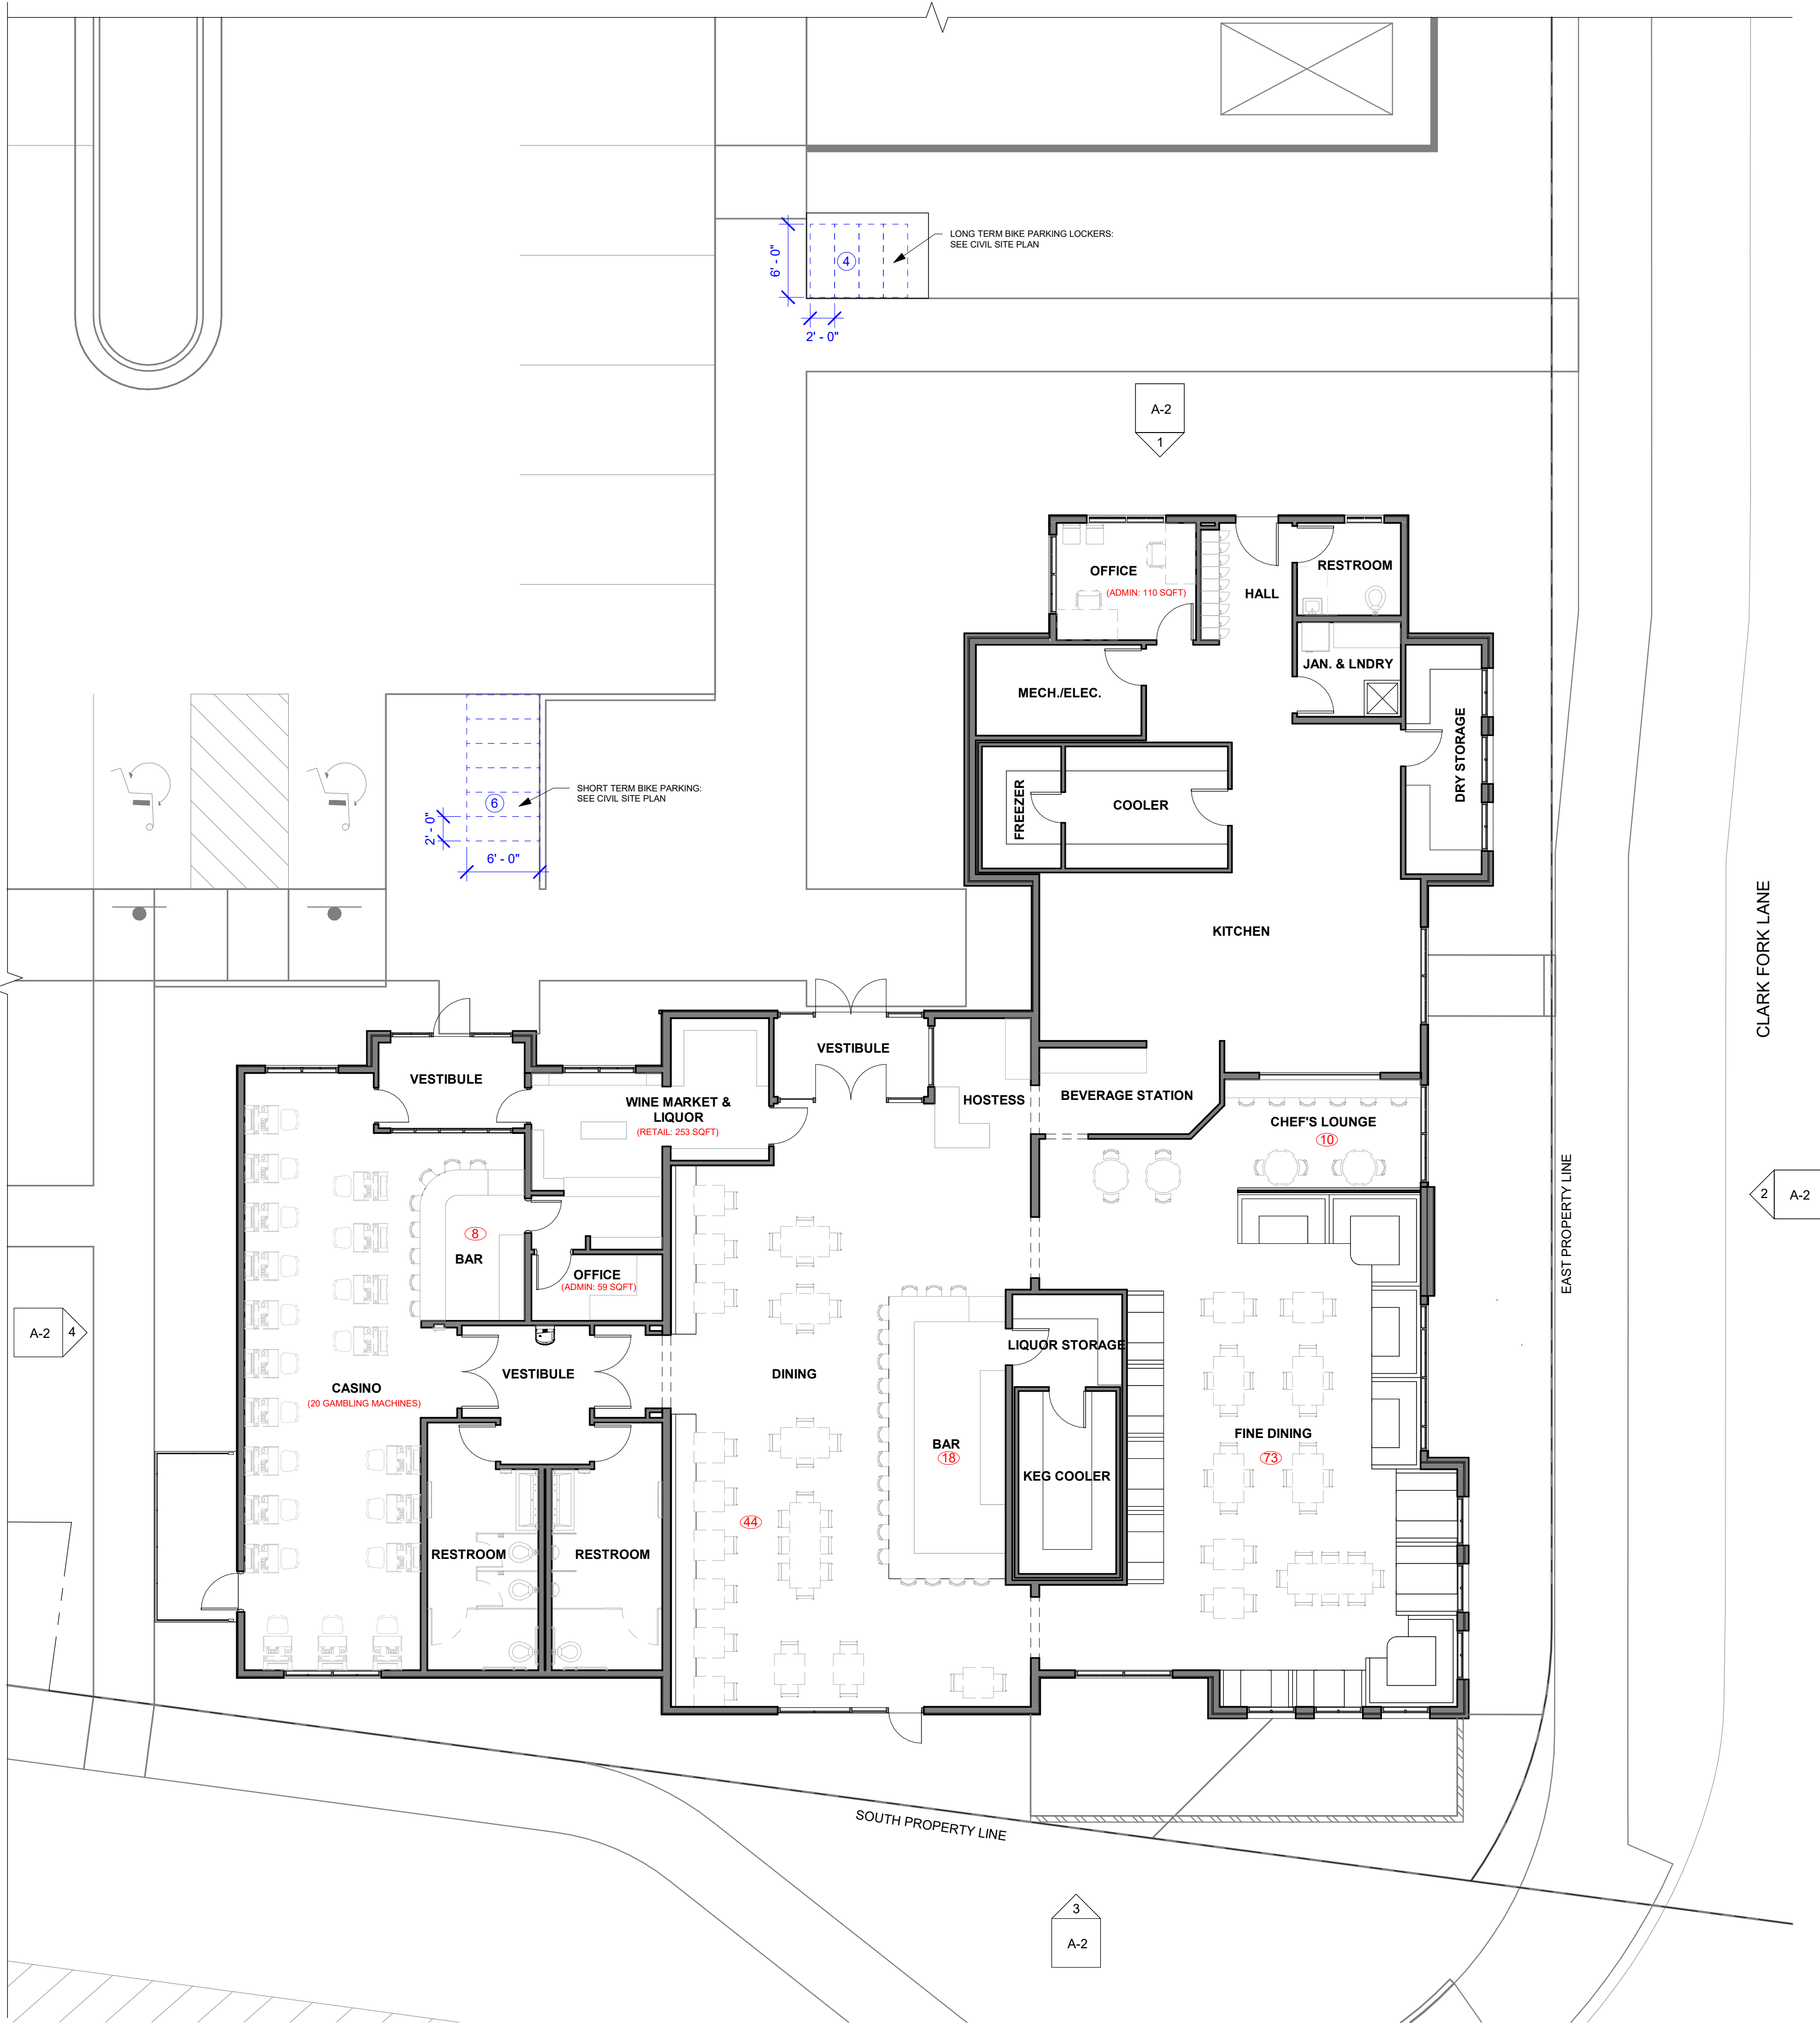 LONG TERM BIKE PARKING LOCKERS:
SEE CIVIL SITE PLAN
6' - 0"
4
2' - 0"
A-2
1
OFFICE
(ADMIN: 110 SQFT)
HALL
RESTROOM
JAN. & LNDRY
MECH./ELEC.
DRY STORAGE
FREEZER
COOLER
SHORT TERM BIKE PARKING:
SEE CIVIL SITE PLAN
6
2' - 0"
6' - 0"
KITCHEN
CLARK FORK LANE
VESTIBULE
VESTIBULE
WINE MARKET &
LIQUOR
(RETAIL: 253 SQFT)
HOSTESS
BEVERAGE STATION
CHEF'S LOUNGE
10
EAST PROPERTY LINE
2
A-2
8
BAR
OFFICE
(ADMIN: 59 SQFT)
A-2
4
LIQUOR STORAGE
VESTIBULE
DINING
CASINO
(20 GAMBLING MACHINES)
BAR
18
FINE DINING
73
KEG COOLER
44
RESTROOM
RESTROOM
SOUTH PROPERTY LINE
3
A-2